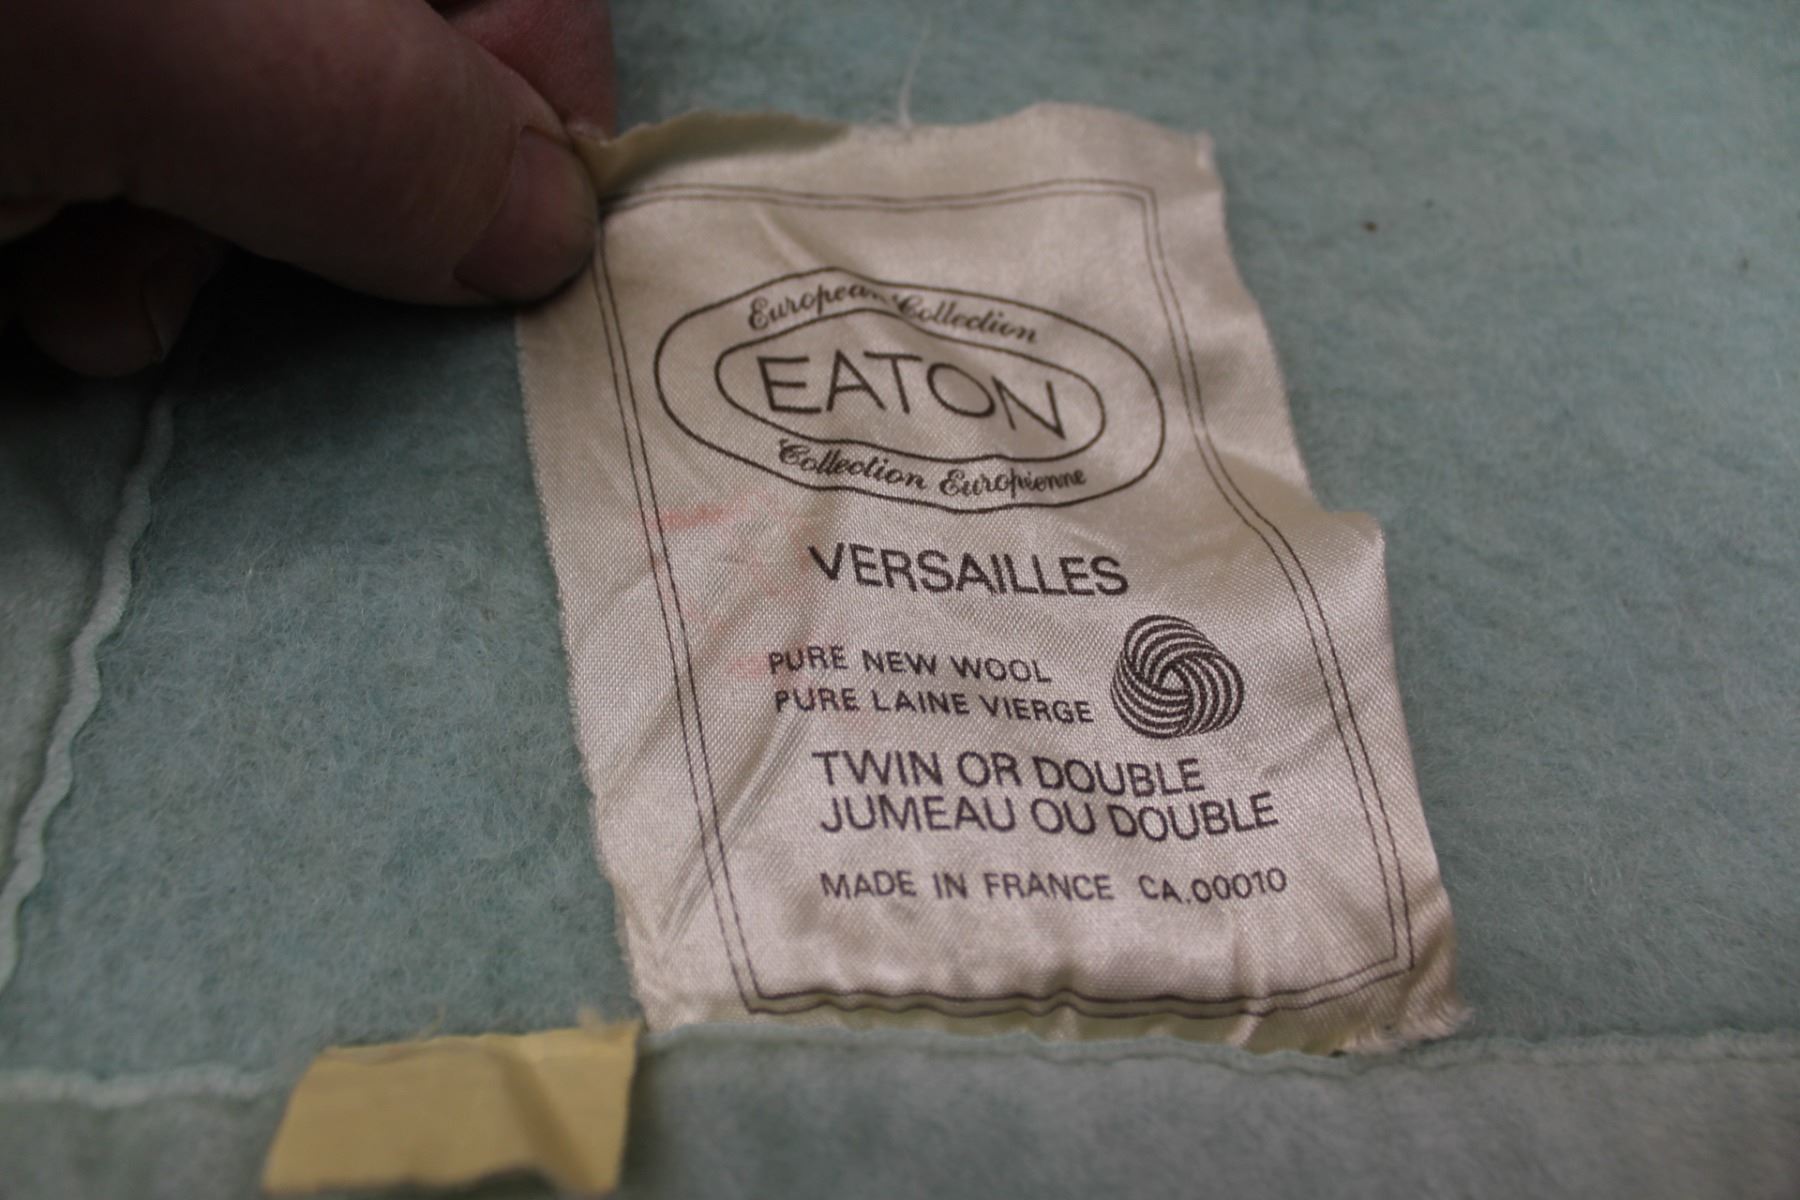 European Collection
EATON
Collection Européenne
VERSAILLES
PURE NEW WOOL
PURE LAINE VIERGE
TWIN OR DOUBLE
JUMEAU OU DOUBLE
MADE IN FRANCE CA.00010